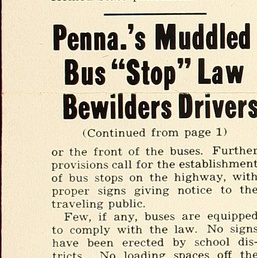 Penna.'s Muddled
Bus “Stop” Law
Bewilders Drivers
(Continued from page 1)
or the front of the buses. Further
provisions call for the establishment
of bus stops on the highway, with
proper signs giving notice to the
traveling public.
Few, if any, buses are equipped
to comply with the law. No signs
have been erected by school dis-
tricts. No loading spaces off the